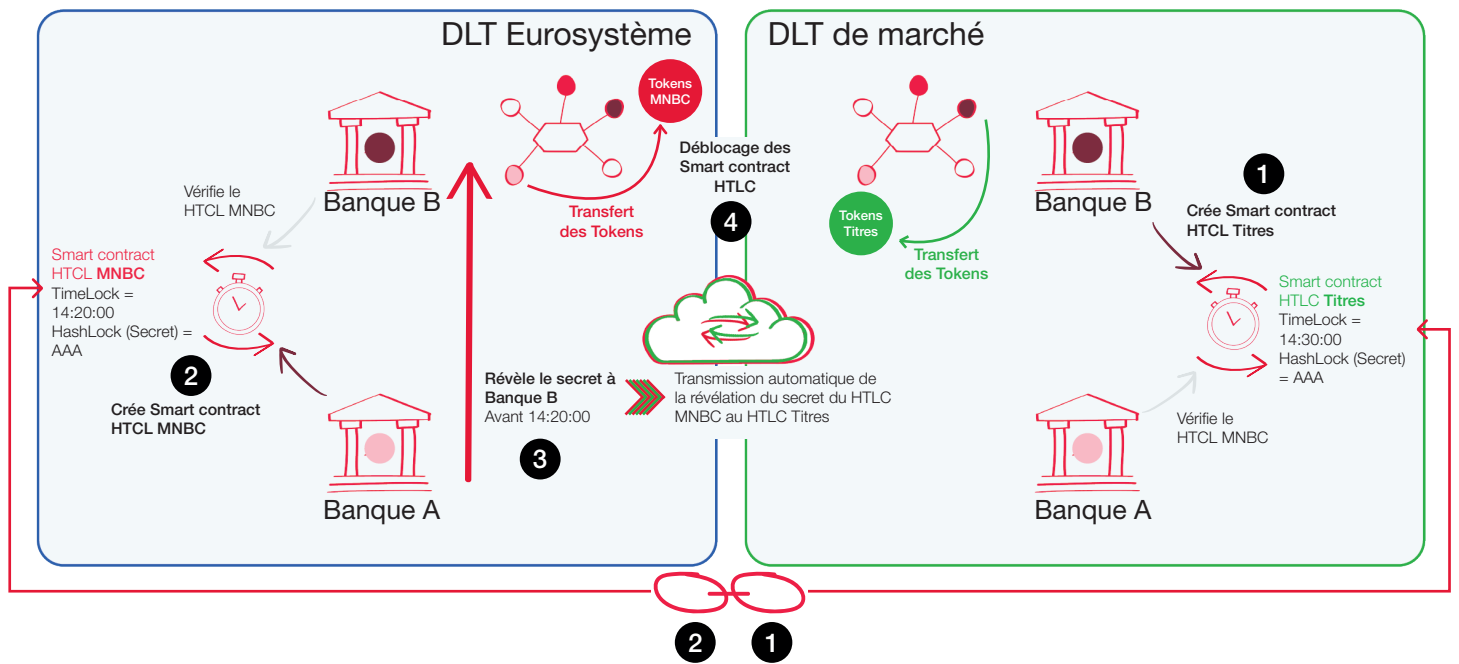 DLT Eurosystème
Tokens
MNBC
Banque B
Vérifie le
HTCL MNBC
Transfert
des Tokens
Smart contract
HTCL MNBC
TimeLock =
14:20:00
HashLock (Secret) =
AAA
2
Crée Smart contract
HTCL MNBC
Banque A
Révèle le secret à
Banque B
Avant 14:20:00
3
Déblocage des
Smart contract
HTLC
4
Transmission automatique de
la révélation du secret du HTLC
MNBC au HTLC Titres
DLT de marché
Tokens
Titres
Transfert
des Tokens
Banque B
1
Crée Smart contract
HTCL Titres
Smart contract
HTLC Titres
TimeLock =
14:30:00
HashLock (Secret)
= AAA
Vérifie le
HTCL MNBC
Banque A
2
1